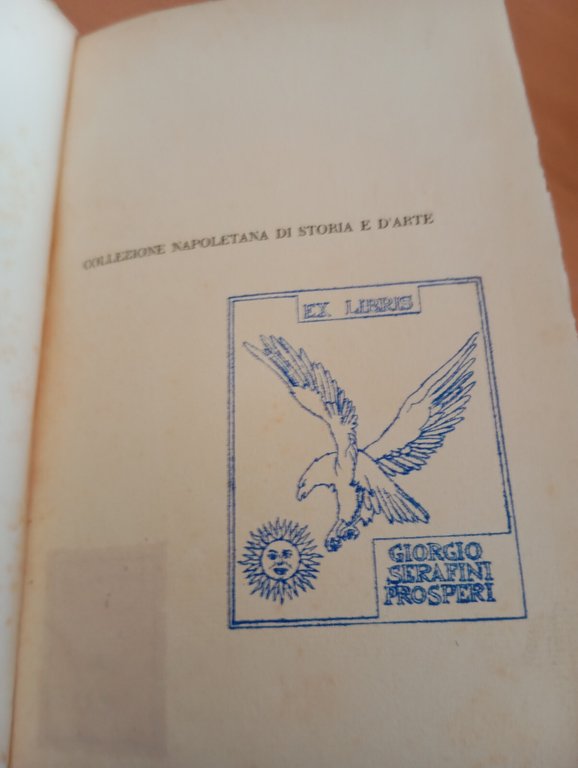 COLLEZIONE NAPOLETANA DI STORIA E D'ARTE
EX LIBRIS
GIORGIO
SERAFINI
PROSPERI